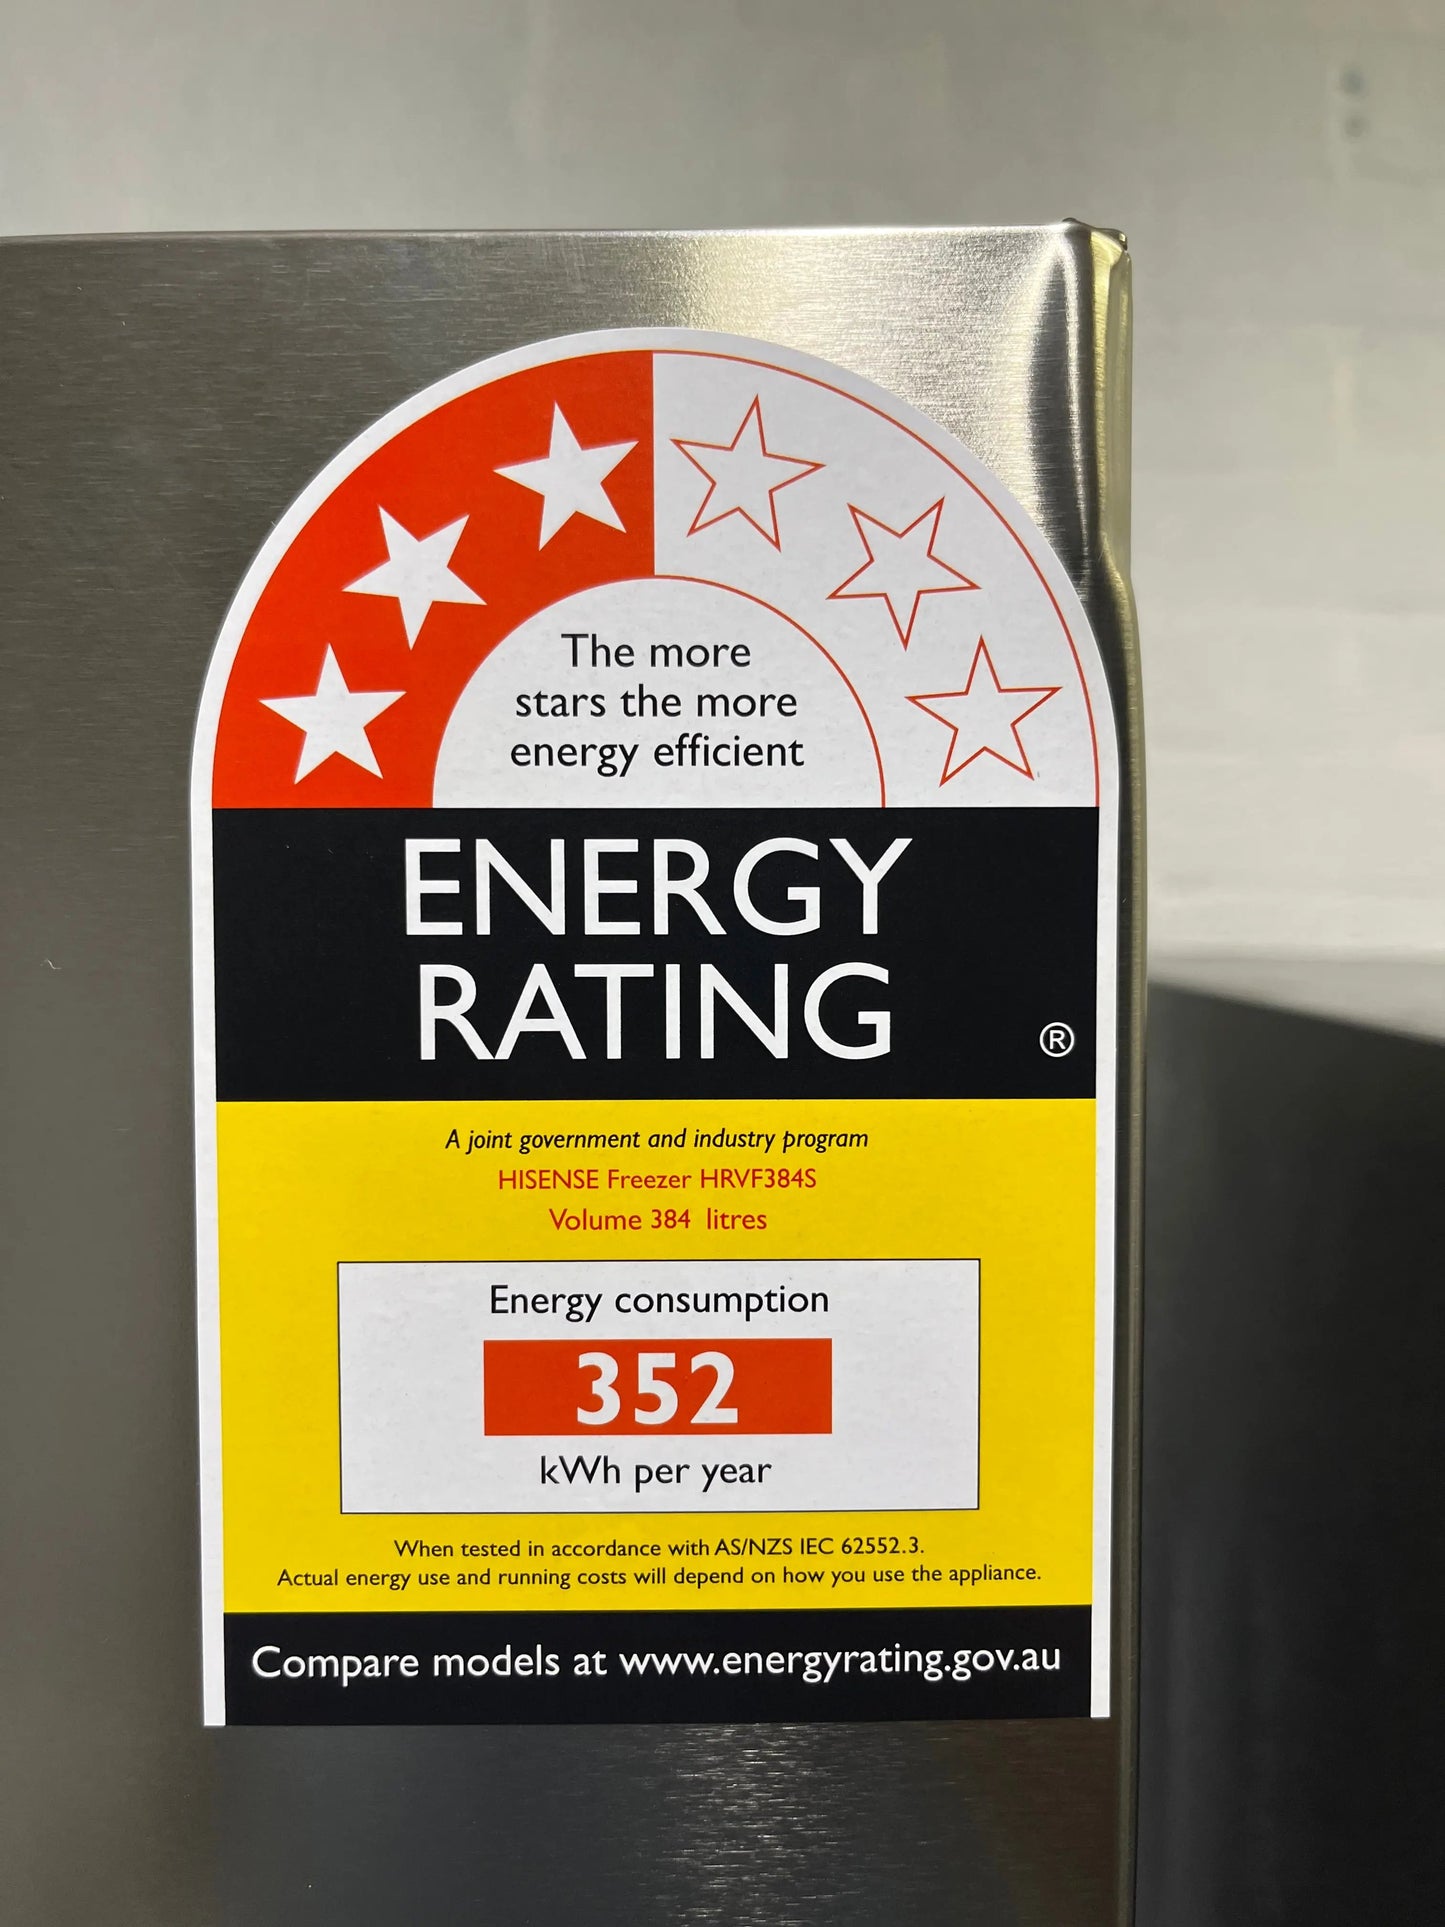 The more
stars the more
energy efficient
ENERGY
RATING
®
A joint government and industry program
HISENSE Freezer HRVF384S
Volume 384 litres
Energy consumption
352
kWh per year
When tested in accordance with AS/NZS IEC 62552.3.
Actual energy use and running costs will depend on how you use the appliance.
Compare models at www.energyrating.gov.au